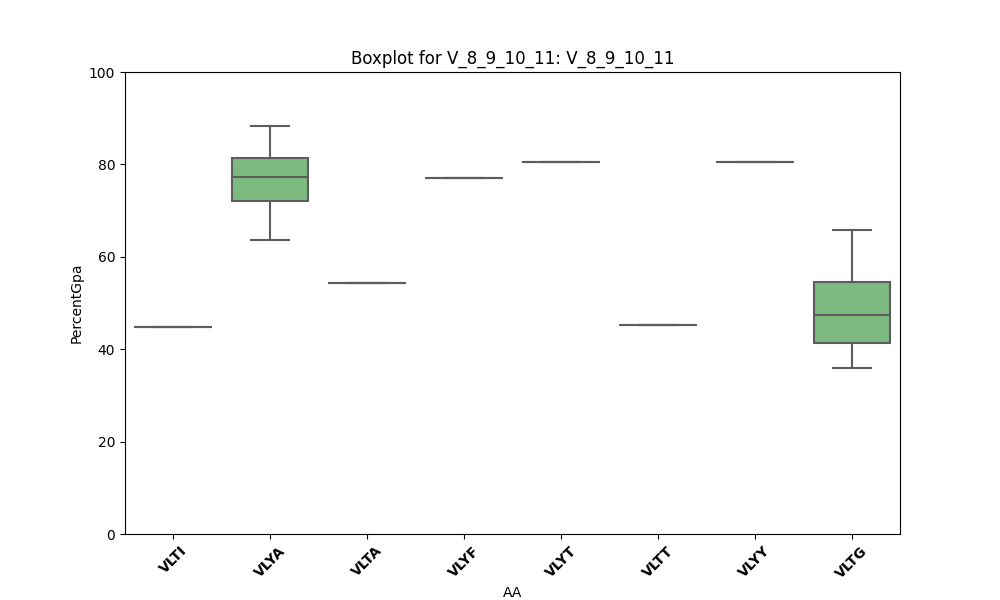 Boxplot for V_8_9_10_11: V_8_9_10_11
100
80
60
40
20
0
PercentGpa
VLTI
VLYA
VLTA
VLYF
VLYT
VLTT
VLYY
VLTG
AA